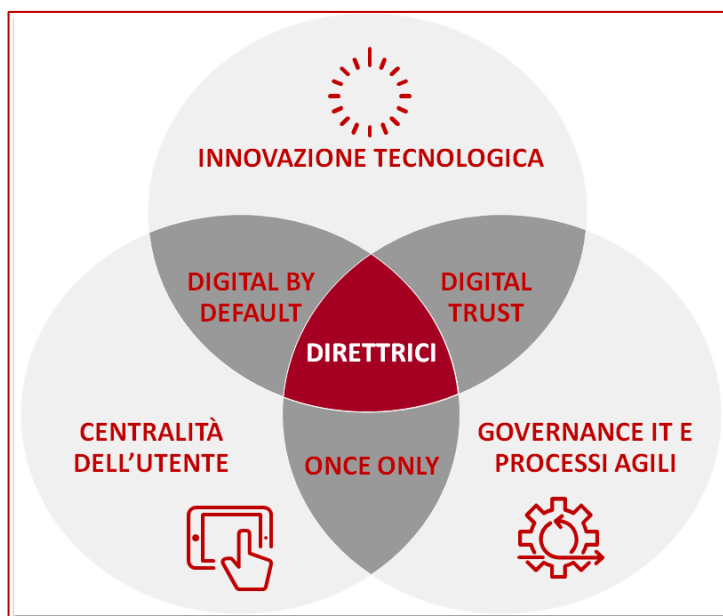 INNOVAZIONE TECNOLOGICA
DIGITAL BY
DEFAULT
DIGITAL
TRUST
DIRETTRICI
CENTRALITÀ
DELL’UTENTE
GOVERNANCE IT E
PROCESSI AGILI
ONCE ONLY